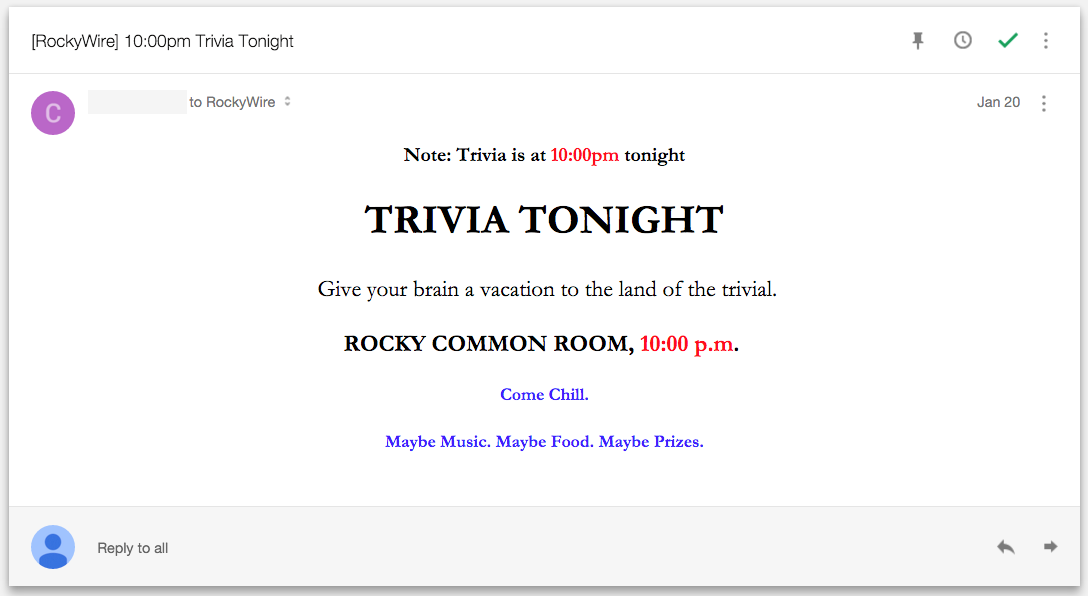 [RockyWire] 10:00pm Trivia Tonight
C
to RockyWire
Jan 20
Note: Trivia is at 10:00pm tonight
TRIVIA TONIGHT
Give your brain a vacation to the land of the trivial.
ROCKY COMMON ROOM, 10:00 p.m.
Come Chill.
Maybe Music. Maybe Food. Maybe Prizes.
Reply to all